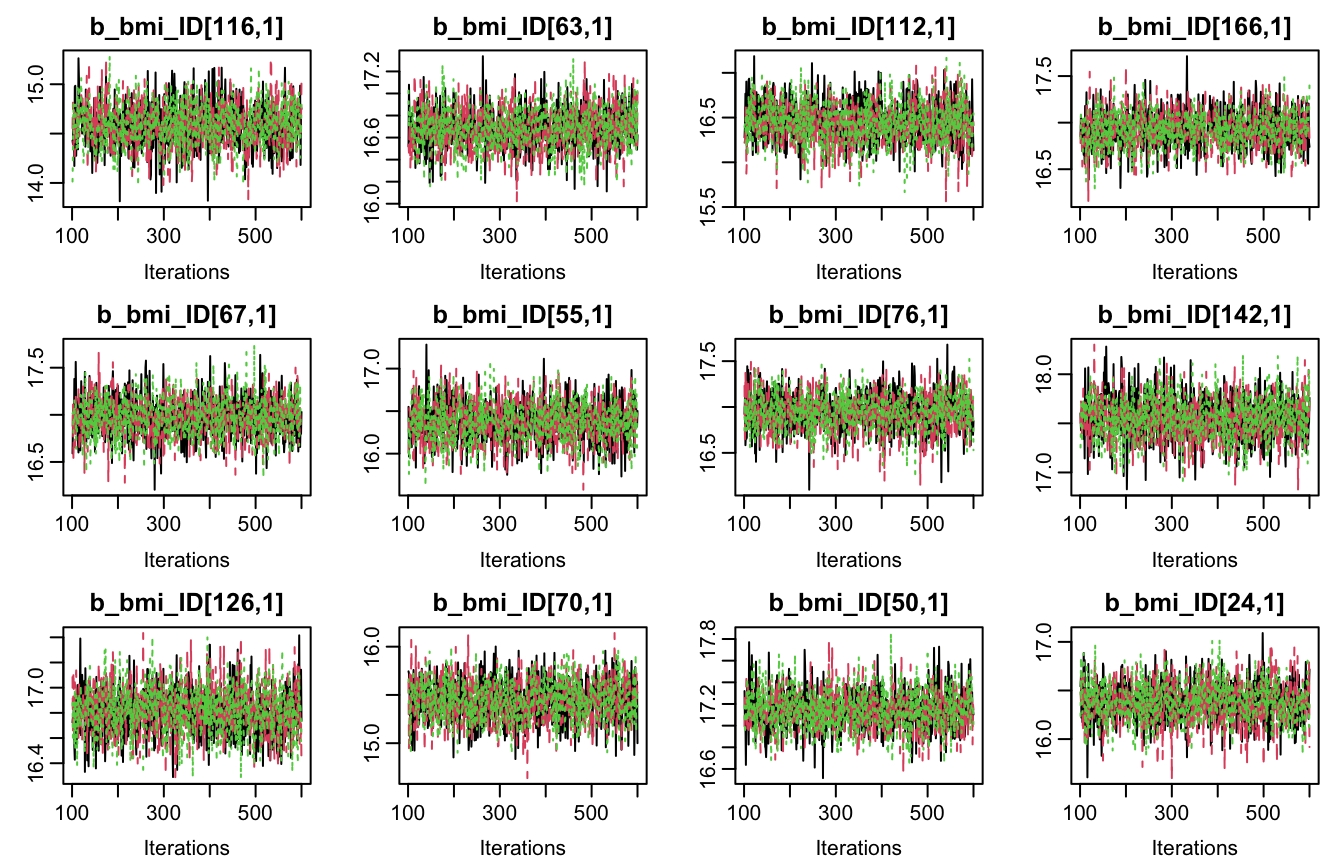 b_bmi_ID[116,1] b_bmi_ID[63,1] b_bmi_ID[112,1] b_bmi_ID[166,1]
15.0 14.0 17.2 16.6 16.0 16.5 15.5 17.5 16.5
100 300 500 100 300 500 100 300 500 100 300 500
Iterations Iterations Iterations Iterations
b_bmi_ID[67,1] b_bmi_ID[55,1] b_bmi_ID[76,1] b_bmi_ID[142,1]
17.5 16.5 17.0 16.0 17.5 16.5 18.0 17.0
100 300 500 100 300 500 100 300 500 100 300 500
Iterations Iterations Iterations Iterations
b_bmi_ID[126,1] b_bmi_ID[70,1] b_bmi_ID[50,1] b_bmi_ID[24,1]
17.0 16.4 16.0 15.0 17.8 17.2 16.6 17.0 16.0
100 300 500 100 300 500 100 300 500 100 300 500
Iterations Iterations Iterations Iterations